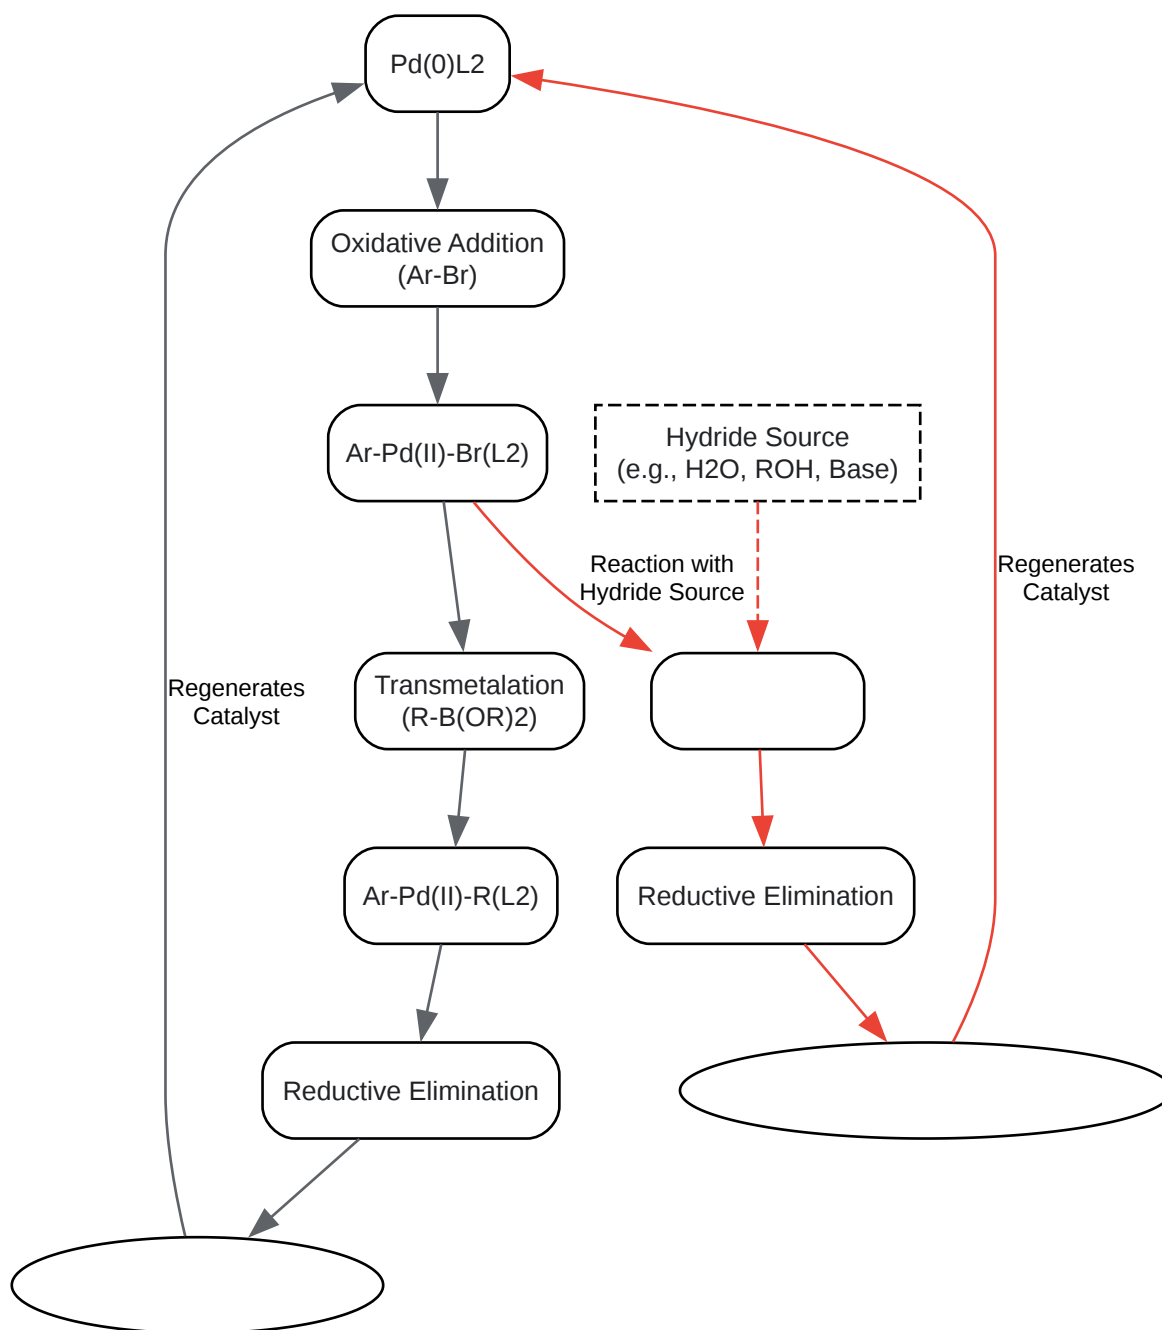 Pd(0)L2
Oxidative Addition
(Ar-Br)
Ar-Pd(II)-Br(L2)
Hydride Source
(e.g., H2O, ROH, Base)
Reaction with
Hydride Source
Regenerates
Catalyst
Transmetalation
(R-B(OR)2)
Regenerates
Catalyst
Ar-Pd(II)-R(L2)
Reductive Elimination
Reductive Elimination